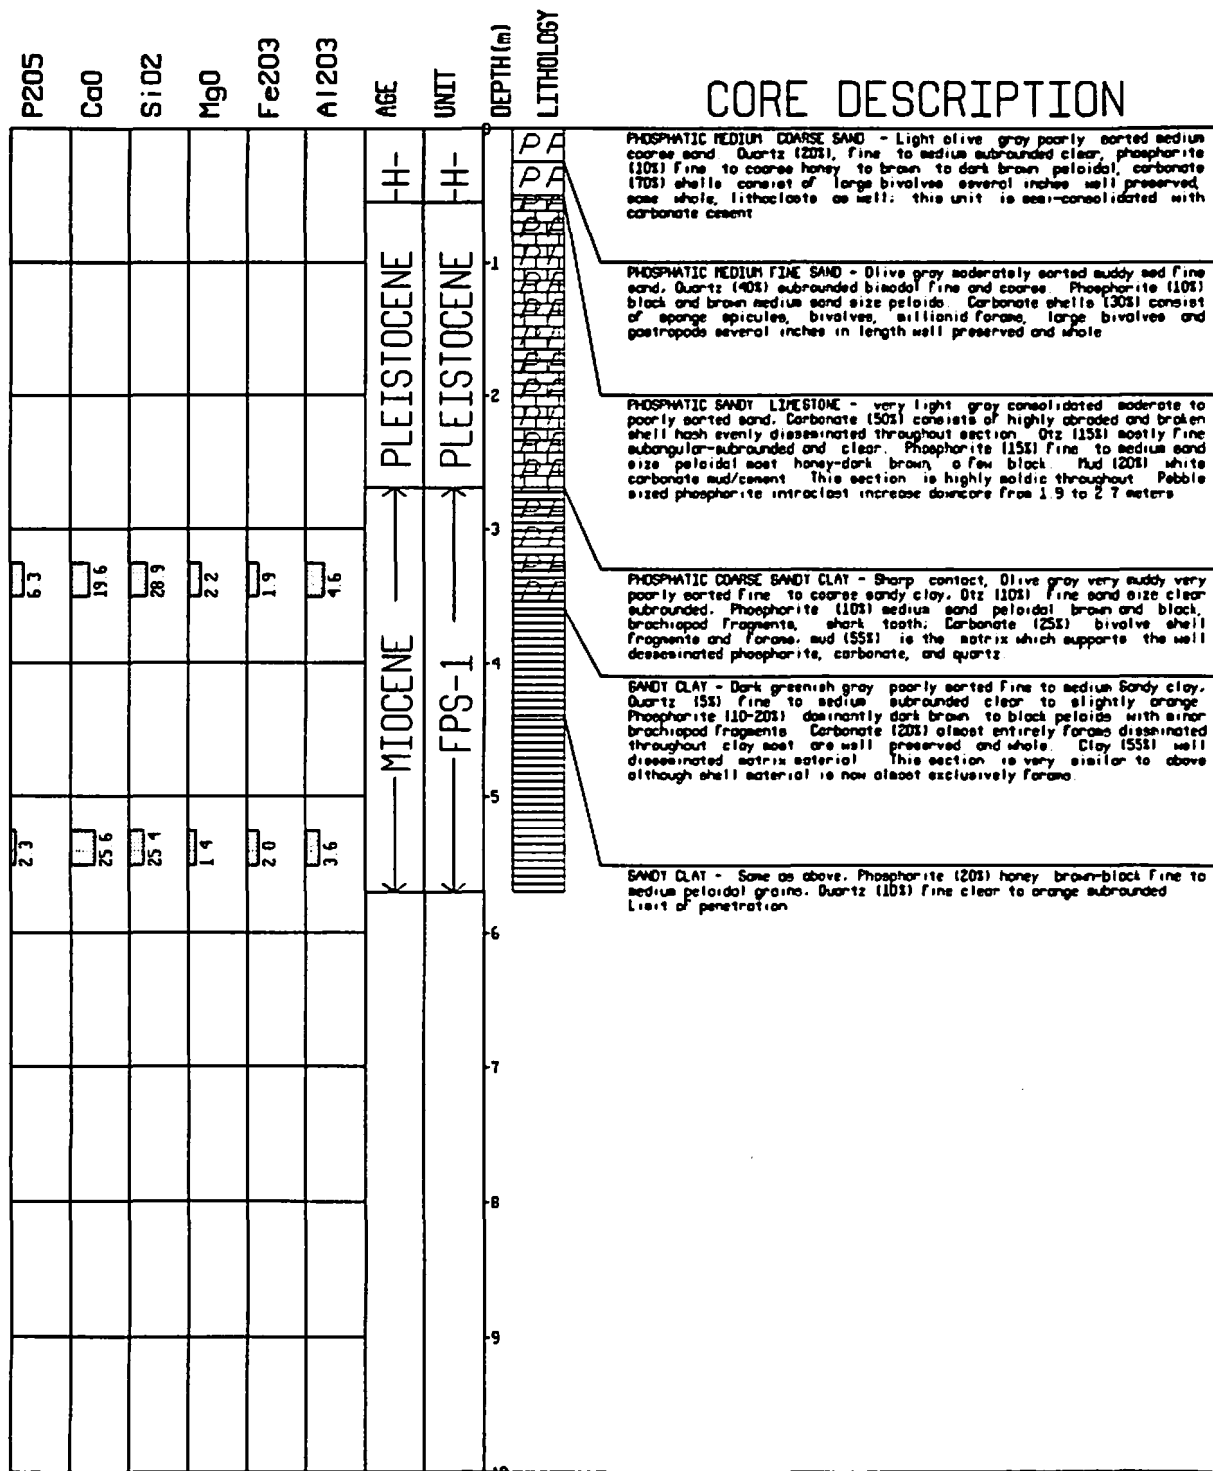 P2O5
CaO
SiO2
MgO
Fe2O3
Al2O3
AGE
UNIT
DEPTH(m)
LITHOLOGY
CORE DESCRIPTION
0
PHOSPHATIC MEDIUM COARSE SAND - Light olive gray poorly sorted medium
coarse sand. Quartz (20%), fine to medium subrounded clear, phosphorite
(10%) fine to coarse honey to brown to dark brown peloidal, carbonate
(70%) shells consist of large bivalves several inches well preserved,
some whole, lithoclasts as well; this unit is semi-consolidated with
carbonate cement
-H-
-H-
PLEISTOCENE
PLEISTOCENE
-1
PHOSPHATIC MEDIUM FINE SAND - Olive gray moderately sorted muddy med fine
sand. Quartz (40%) subrounded bimodal fine and coarse. Phosphorite (10%)
black and brown medium sand size peloids. Carbonate shells (30%) consist
of sponge spicules, bivalves, millionid forams, large bivalves and
gastropods several inches in length well preserved and whole
-2
PHOSPHATIC SANDY LIMESTONE - very light gray consolidated moderate to
poorly sorted sand. Carbonate (50%) consists of highly abraded and broken
shell hash evenly disseminated throughout section Qtz (15%) mostly fine
subangular-subrounded and clear. Phosphorite (15%) fine to medium sand
size peloidal most honey-dark brown, a few black. Mud (20%) white
carbonate mud/cement This section is highly moldic throughout Pebble
sized phosphorite intraclast increase downcore from 1.9 to 2.7 meters
-3
PHOSPHATIC COARSE SANDY CLAY - Sharp contact, Olive gray very muddy very
poorly sorted fine to coarse sandy clay. Qtz (10%) fine sand size clear
subrounded. Phosphorite (10%) medium sand peloidal brown and black,
brachiopod fragments, shark tooth; Carbonate (25%) bivalve shell
fragments and forams. mud (55%) is the matrix which supports the well
desseminated phosphorite, carbonate, and quartz
6.3
19.6
28.9
2.2
1.9
4.6
MIOCENE
FPS-1
-4
SANDY CLAY - Dark greenish gray poorly sorted fine to medium Sandy clay.
Quartz (5%) fine to medium subrounded clear to slightly orange
Phosphorite (10-20%) dominantly dark brown to black peloids with minor
brachiopod fragments Carbonate (20%) almost entirely forams disseminated
throughout clay most are well preserved and whole. Clay (55%) well
disseminated matrix material This section is very similar to above
although shell material is now almost exclusively forams.
-5
2.3
25.6
25.4
1.4
2.0
3.6
SANDY CLAY - Same as above. Phosphorite (20%) honey brown-black fine to
medium peloidal grains. Quartz (10%) fine clear to orange subrounded
Limit of penetration
-6
-7
-8
-9